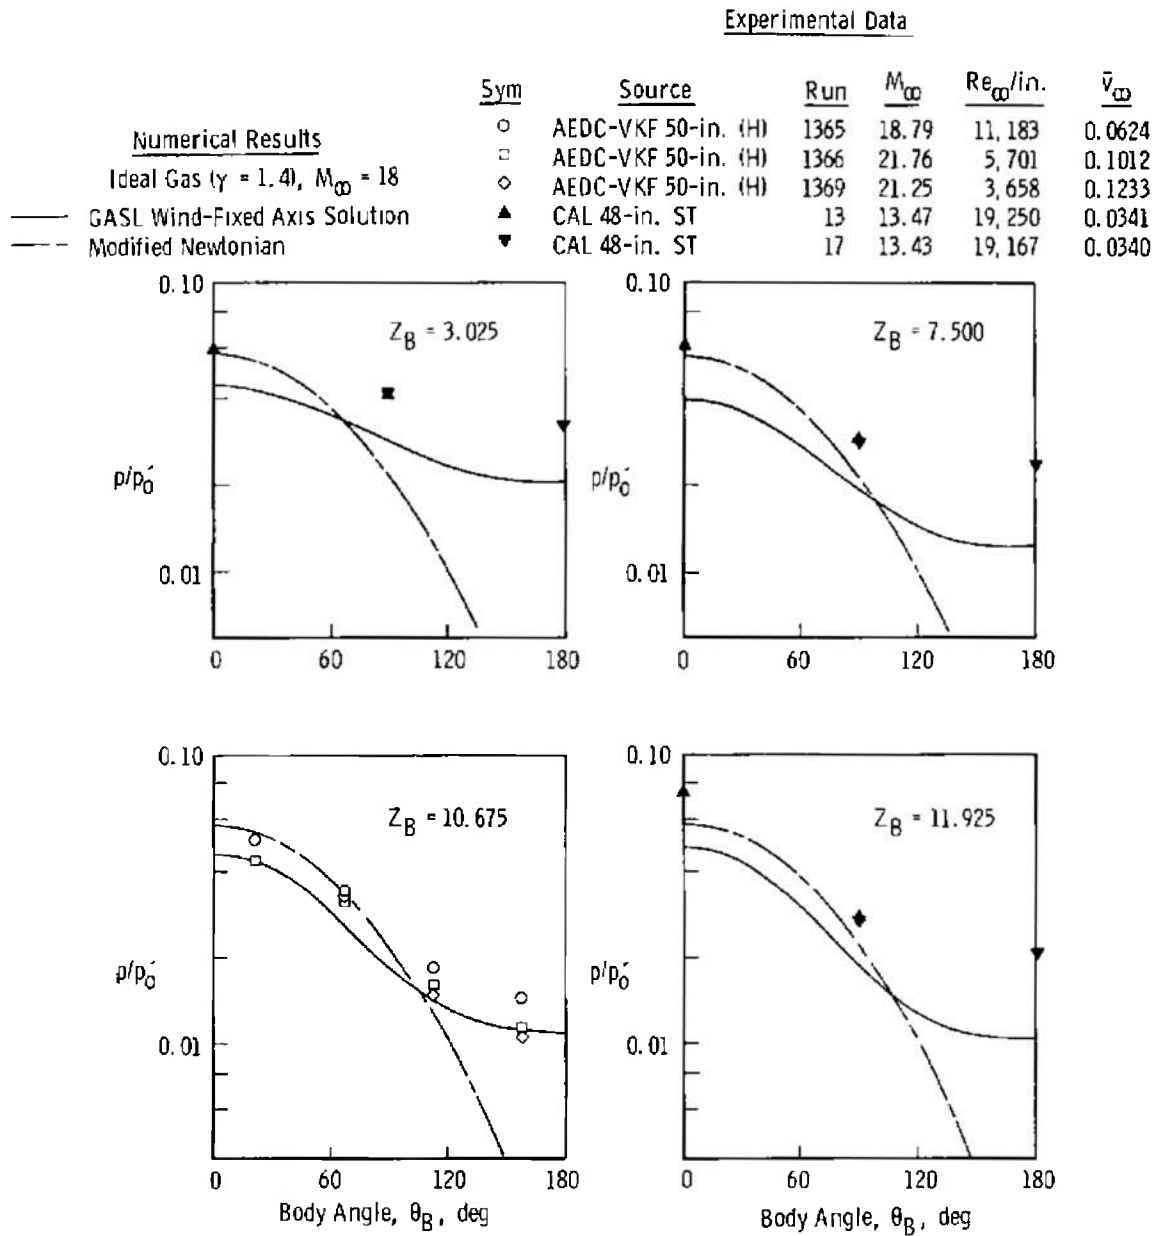 Experimental Data
Sym Source Run M∞ Re∞/in. v̄∞
○ AEDC-VKF 50-in. (H) 1365 18.79 11,183 0.0624
□ AEDC-VKF 50-in. (H) 1366 21.76 5,701 0.1012
◇ AEDC-VKF 50-in. (H) 1369 21.25 3,658 0.1233
▲ CAL 48-in. ST 13 13.47 19,250 0.0341
▼ CAL 48-in. ST 17 13.43 19,167 0.0340
Numerical Results
Ideal Gas (γ = 1.4), M∞ = 18
GASL Wind-Fixed Axis Solution
Modified Newtonian
0.10
Z_B = 3.025
p/p₀′
0.01
0 60 120 180
0.10
Z_B = 7.500
p/p₀′
0.01
0 60 120 180
0.10
Z_B = 10.675
p/p₀′
0.01
0 60 120 180
Body Angle, θ_B, deg
0.10
Z_B = 11.925
p/p₀′
0.01
0 60 120 180
Body Angle, θ_B, deg